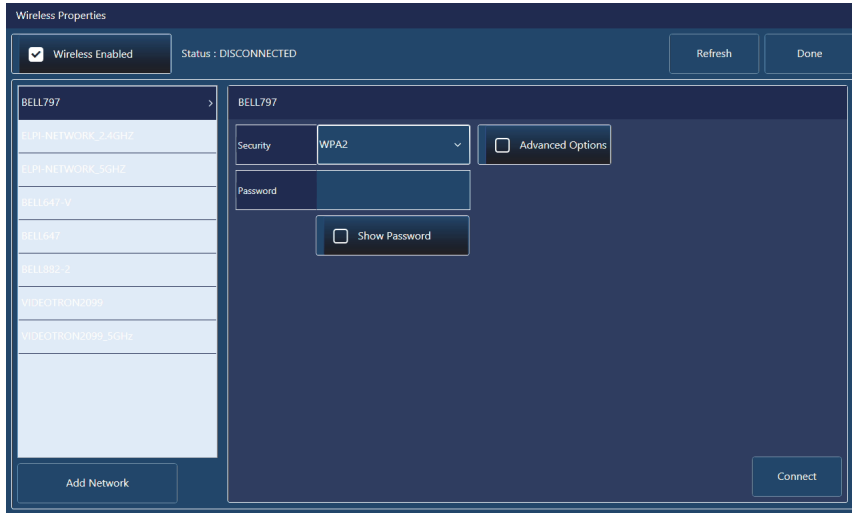 Wireless Properties
Wireless Enabled
Status : DISCONNECTED
Refresh
Done
BELL797
ELPI-NETWORK_2.4GHZ
ELPI-NETWORK_5GHZ
BELL647-V
BELL647
BELL882-2
VIDEOTRON2099
VIDEOTRON2099_5GHz
Add Network
BELL797
Security
WPA2
Advanced Options
Password
Show Password
Connect